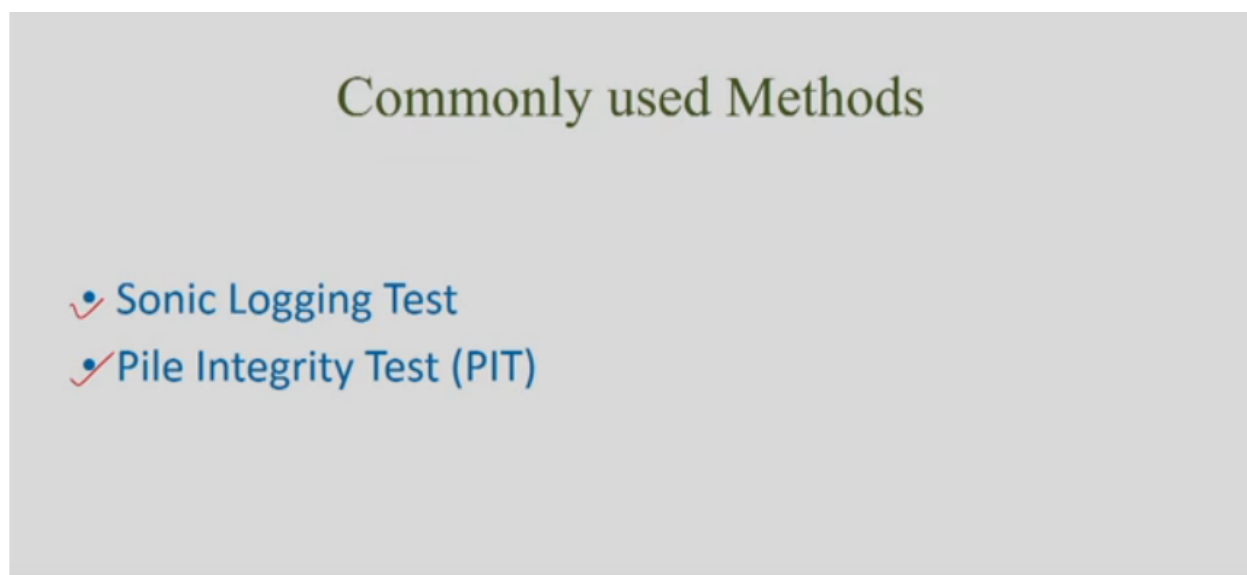 Commonly used Methods
• Sonic Logging Test
• Pile Integrity Test (PIT)